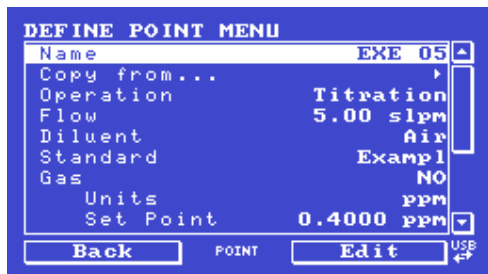 DEFINE POINT MENU
Name EXE 05
Copy from...
Operation Titration
Flow 5.00 slpm
Diluent Air
Standard Exampl
Gas NO
Units ppm
Set Point 0.4000 ppm
Back POINT Edit USB